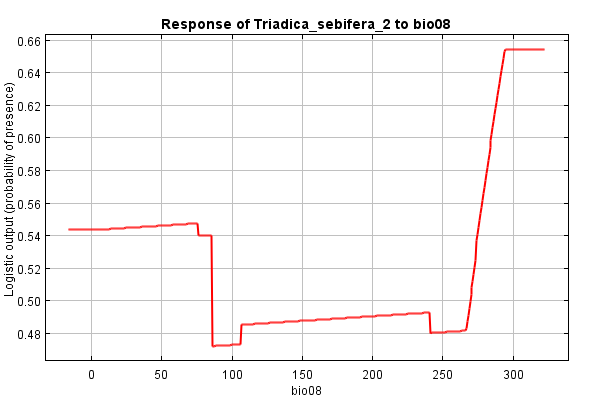 Response of Triadica_sebifera_2 to bio08
Logistic output (probability of presence)
0.66
0.64
0.62
0.60
0.58
0.56
0.54
0.52
0.50
0.48
0 50 100 150 200 250 300
bio08